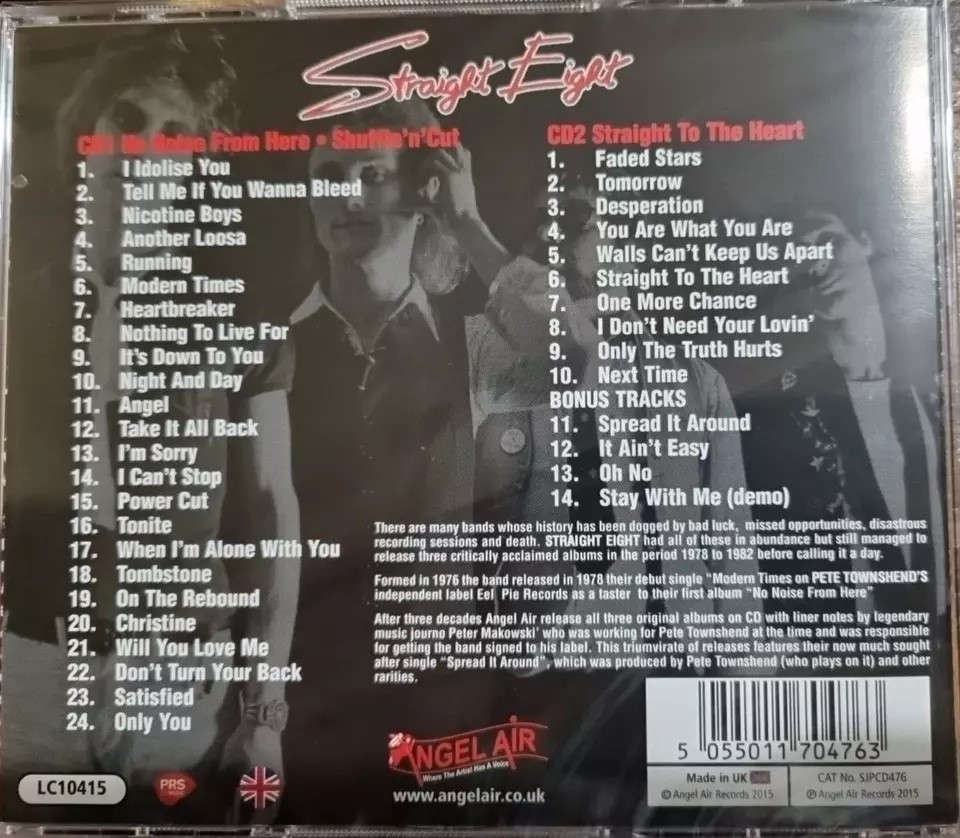 Straight Eight
CD1 No Noise From Here • Shufflin'n'Cut
1. I Idolise You
2. Tell Me If You Wanna Bleed
3. Nicotine Boys
4. Another Loosa
5. Running
6. Modern Times
7. Heartbreaker
8. Nothing To Live For
9. It's Down To You
10. Night And Day
11. Angel
12. Take It All Back
13. I'm Sorry
14. I Can't Stop
15. Power Cut
16. Tonite
17. When I'm Alone With You
18. Tombstone
19. On The Rebound
20. Christine
21. Will You Love Me
22. Don't Turn Your Back
23. Satisfied
24. Only You
CD2 Straight To The Heart
1. Faded Stars
2. Tomorrow
3. Desperation
4. You Are What You Are
5. Walls Can't Keep Us Apart
6. Straight To The Heart
7. One More Chance
8. I Don't Need Your Lovin'
9. Only The Truth Hurts
10. Next Time
BONUS TRACKS
11. Spread It Around
12. It Ain't Easy
13. Oh No
14. Stay With Me (demo)
There are many bands whose history has been dogged by bad luck, missed opportunities, disastrous
recording sessions and death. STRAIGHT EIGHT had all of these in abundance but still managed to
release three critically acclaimed albums in the period 1978 to 1982 before calling it a day.
Formed in 1976 the band released in 1978 their debut single "Modern Times on PETE TOWNSHEND'S
independent label Eel Pie Records as a taster to their first album "No Noise From Here"
After three decades Angel Air release all three original albums on CD with liner notes by legendary
music journo Peter Makowski' who was working for Pete Townshend at the time and was responsible
for getting the band signed to his label. This triumvirate of releases features their now much sought
after single "Spread It Around", which was produced by Pete Townshend (who plays on it) and other
rarities.
LC10415
PRS
ANGEL AIR
Where The Artist Has A Voice
www.angelair.co.uk
5 055011 704763
Made in UK
© Angel Air Records 2015
CAT No. SJPCD476
℗ Angel Air Records 2015